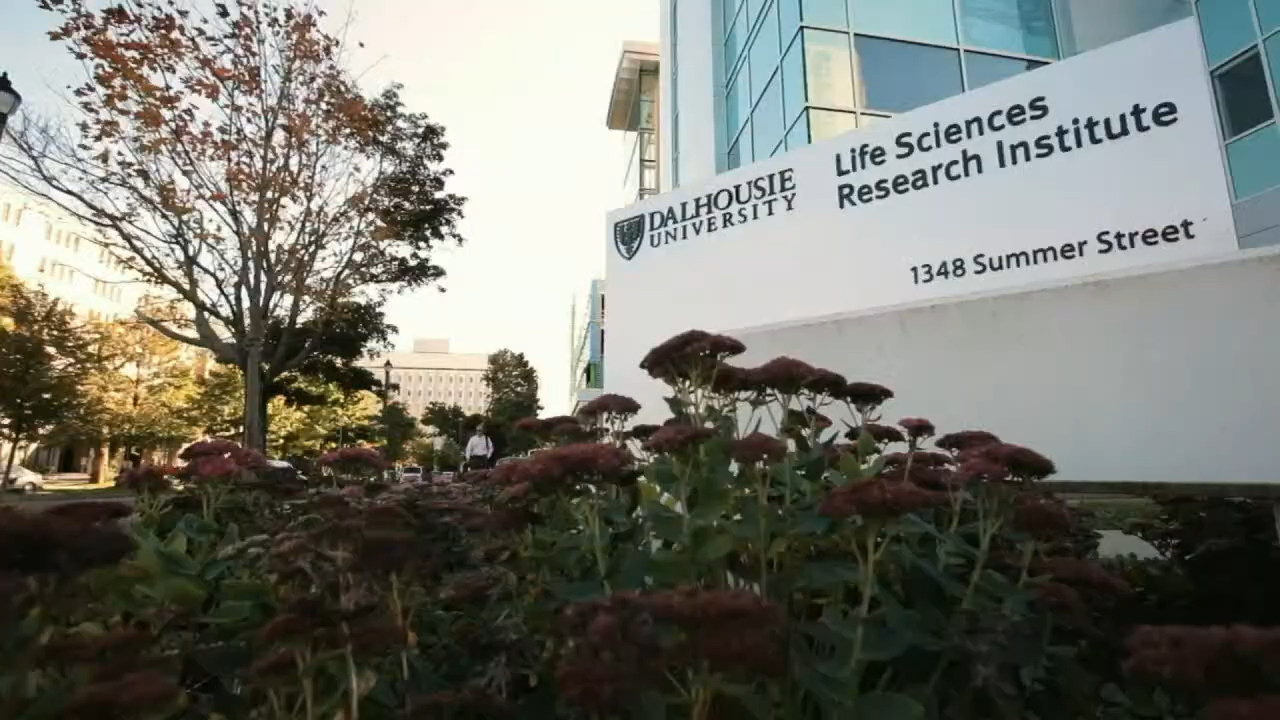 DALHOUSIE
UNIVERSITY
Life Sciences
Research Institute
1348 Summer Street